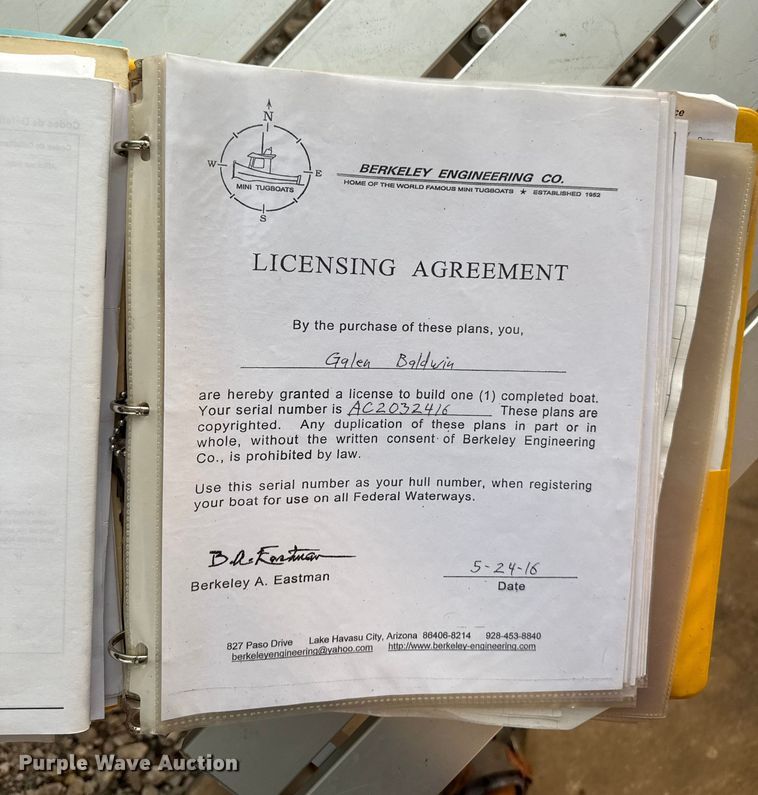 N
W
E
MINI TUGBOATS
S
BERKELEY ENGINEERING CO.
HOME OF THE WORLD FAMOUS MINI TUGBOATS ★ ESTABLISHED 1952
LICENSING AGREEMENT
By the purchase of these plans, you,
Galen Baldwin
are hereby granted a license to build one (1) completed boat.
Your serial number is AC2032416 These plans are
copyrighted. Any duplication of these plans in part or in
whole, without the written consent of Berkeley Engineering
Co., is prohibited by law.
Use this serial number as your hull number, when registering
your boat for use on all Federal Waterways.
B.A. Eastman
Berkeley A. Eastman
5-24-16
Date
827 Paso Drive Lake Havasu City, Arizona 86406-8214 928-453-8840
berkeleyengineering@yahoo.com http://www.berkeley-engineering.com
Purple Wave Auction